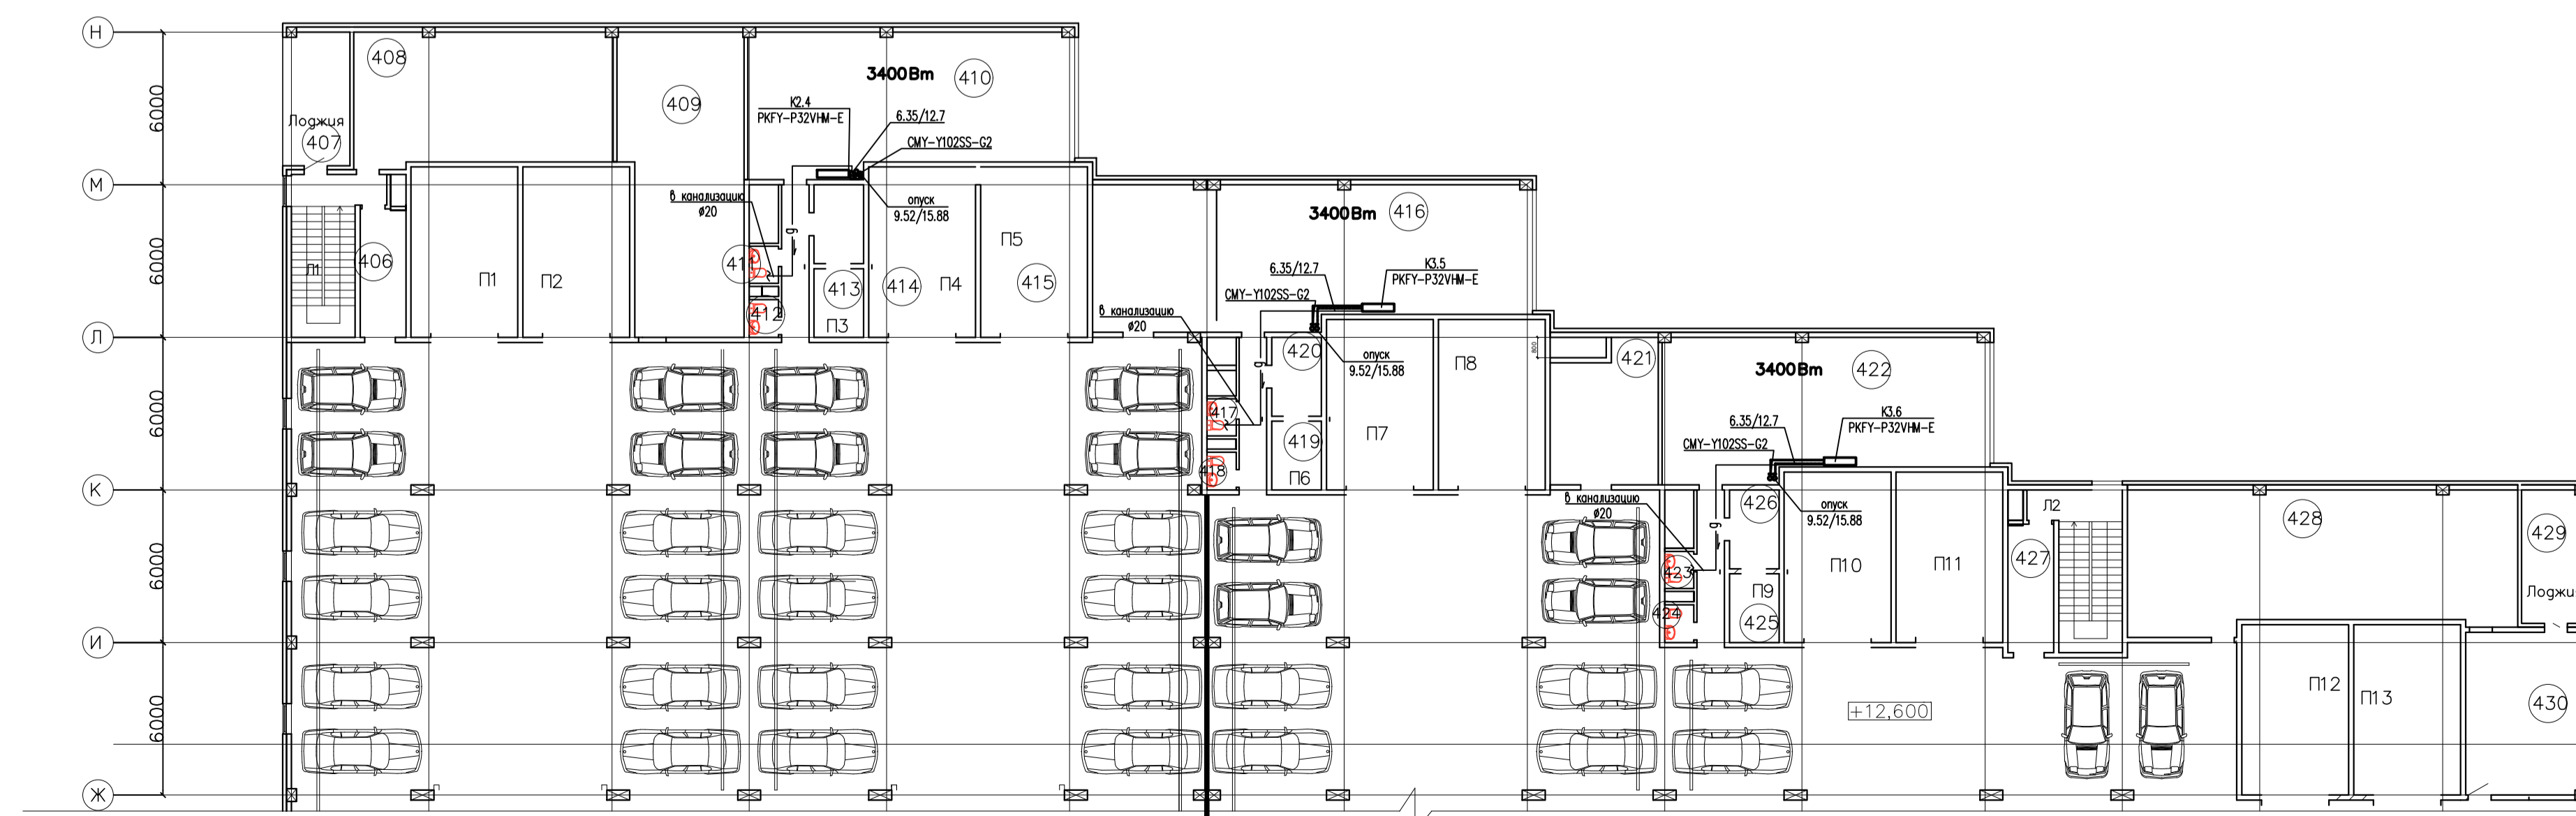 Н
6000
М
6000
Л
6000
К
6000
И
6000
Ж
408
Лоджия
407
409
3400Вт
410
К2.4
PKFY-P32VHM-E
6.35/12.7
CMY-Y102SS-G2
в канализацию
ø20
опуск
9.52/15.88
Л1
406
П1
П2
411
412
g
413
П3
414
П4
П5
415
3400Вт
416
6.35/12.7
К3.5
PKFY-P32VHM-E
CMY-Y102SS-G2
в канализацию
ø20
опуск
9.52/15.88
g
417
418
420
419
П6
П7
П8
800
421
3400Вт
422
6.35/12.7
К3.6
PKFY-P32VHM-E
CMY-Y102SS-G2
в канализацию
ø20
опуск
9.52/15.88
g
423
424
426
П9
425
П10
П11
Л2
427
428
429
Лоджи
+12,600
П12
П13
430